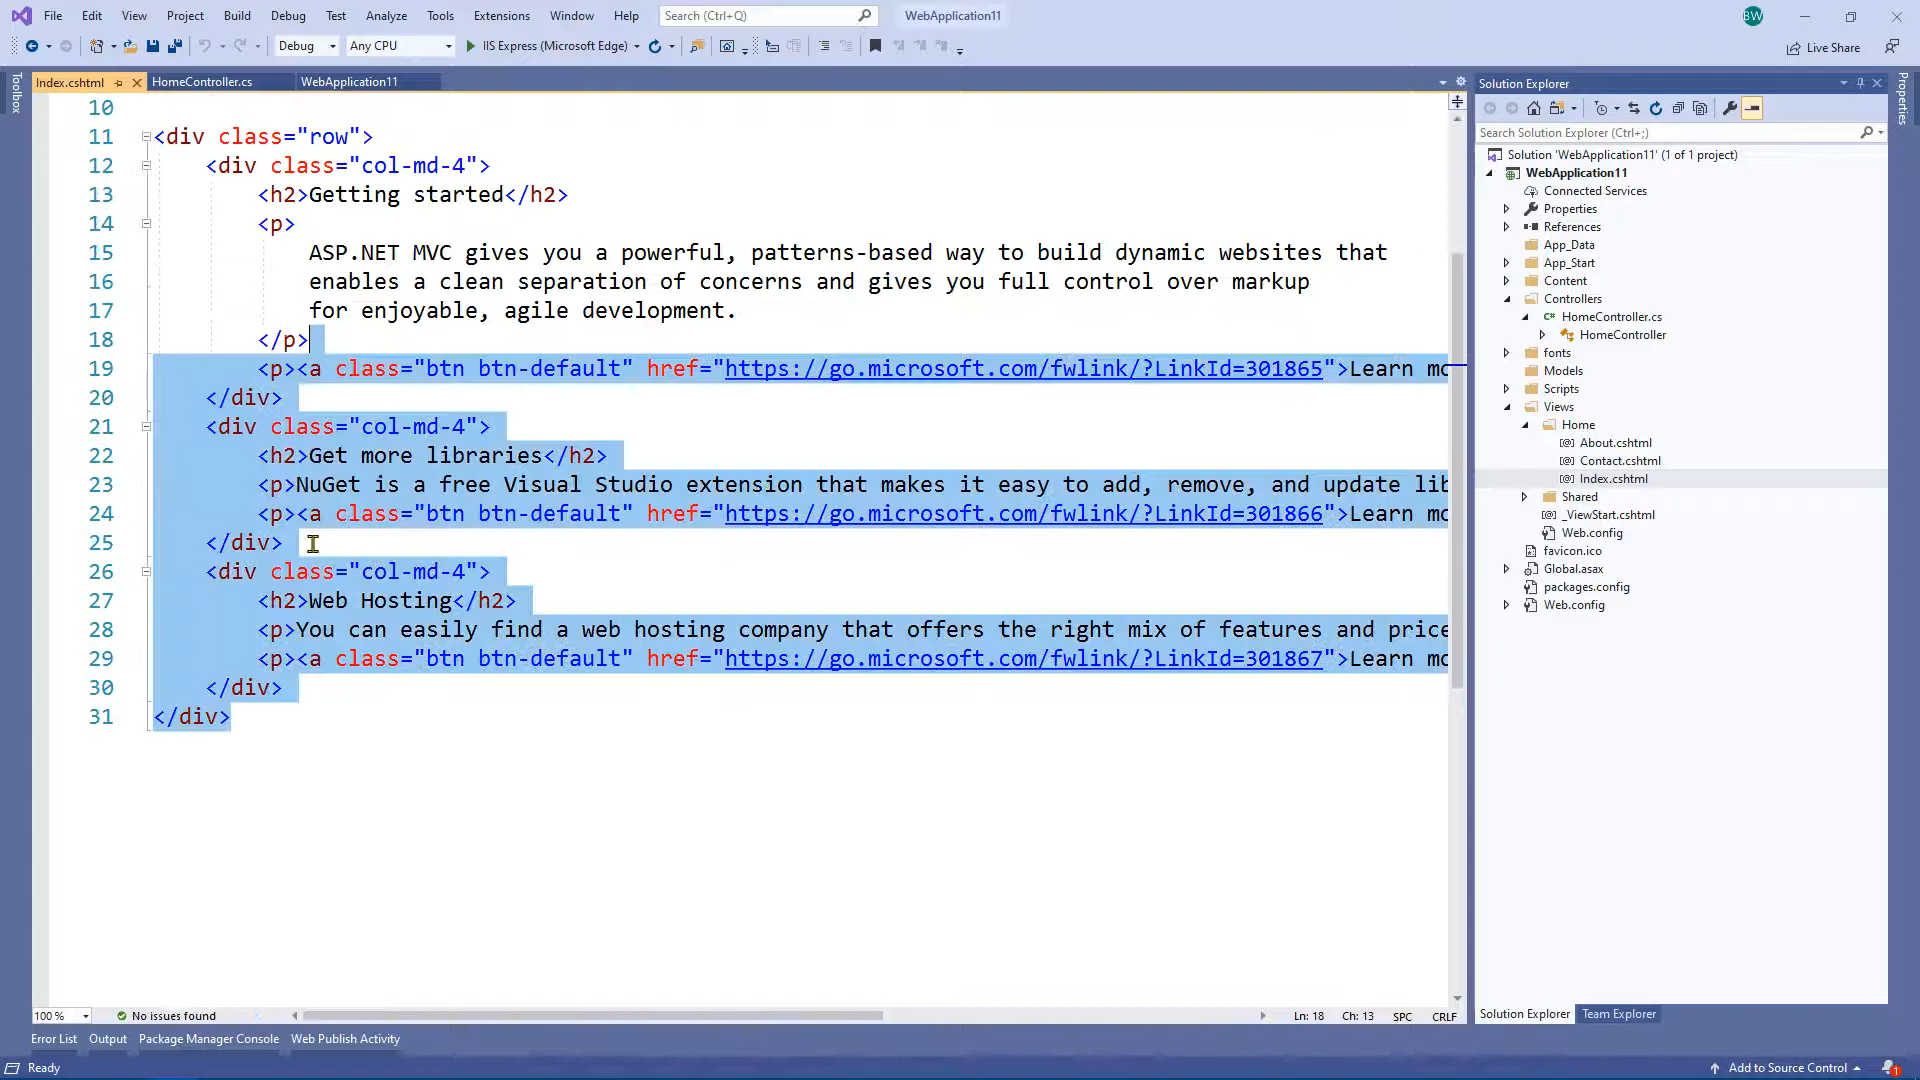 File Edit View Project Build Debug Test Analyze Tools Extensions Window Help Search (Ctrl+Q) WebApplication11 BW
Debug Any CPU IIS Express (Microsoft Edge) Live Share
Toolbox
Index.cshtml HomeController.cs WebApplication11
10
11 <div class="row">
12 <div class="col-md-4">
13 <h2>Getting started</h2>
14 <p>
15 ASP.NET MVC gives you a powerful, patterns-based way to build dynamic websites that
16 enables a clean separation of concerns and gives you full control over markup
17 for enjoyable, agile development.
18 </p>
19 <p><a class="btn btn-default" href="https://go.microsoft.com/fwlink/?LinkId=301865">Learn mo
20 </div>
21 <div class="col-md-4">
22 <h2>Get more libraries</h2>
23 <p>NuGet is a free Visual Studio extension that makes it easy to add, remove, and update lib
24 <p><a class="btn btn-default" href="https://go.microsoft.com/fwlink/?LinkId=301866">Learn mo
25 </div>
26 <div class="col-md-4">
27 <h2>Web Hosting</h2>
28 <p>You can easily find a web hosting company that offers the right mix of features and price
29 <p><a class="btn btn-default" href="https://go.microsoft.com/fwlink/?LinkId=301867">Learn mo
30 </div>
31 </div>
100 % No issues found Ln: 18 Ch: 13 SPC CRLF
Solution Explorer
Search Solution Explorer (Ctrl+;)
Solution 'WebApplication11' (1 of 1 project)
WebApplication11
Connected Services
Properties
References
App_Data
App_Start
Content
Controllers
C# HomeController.cs
HomeController
fonts
Models
Scripts
Views
Home
About.cshtml
Contact.cshtml
Index.cshtml
Shared
_ViewStart.cshtml
Web.config
favicon.ico
Global.asax
packages.config
Web.config
Solution Explorer Team Explorer
Properties
Error List Output Package Manager Console Web Publish Activity
Ready Add to Source Control 1